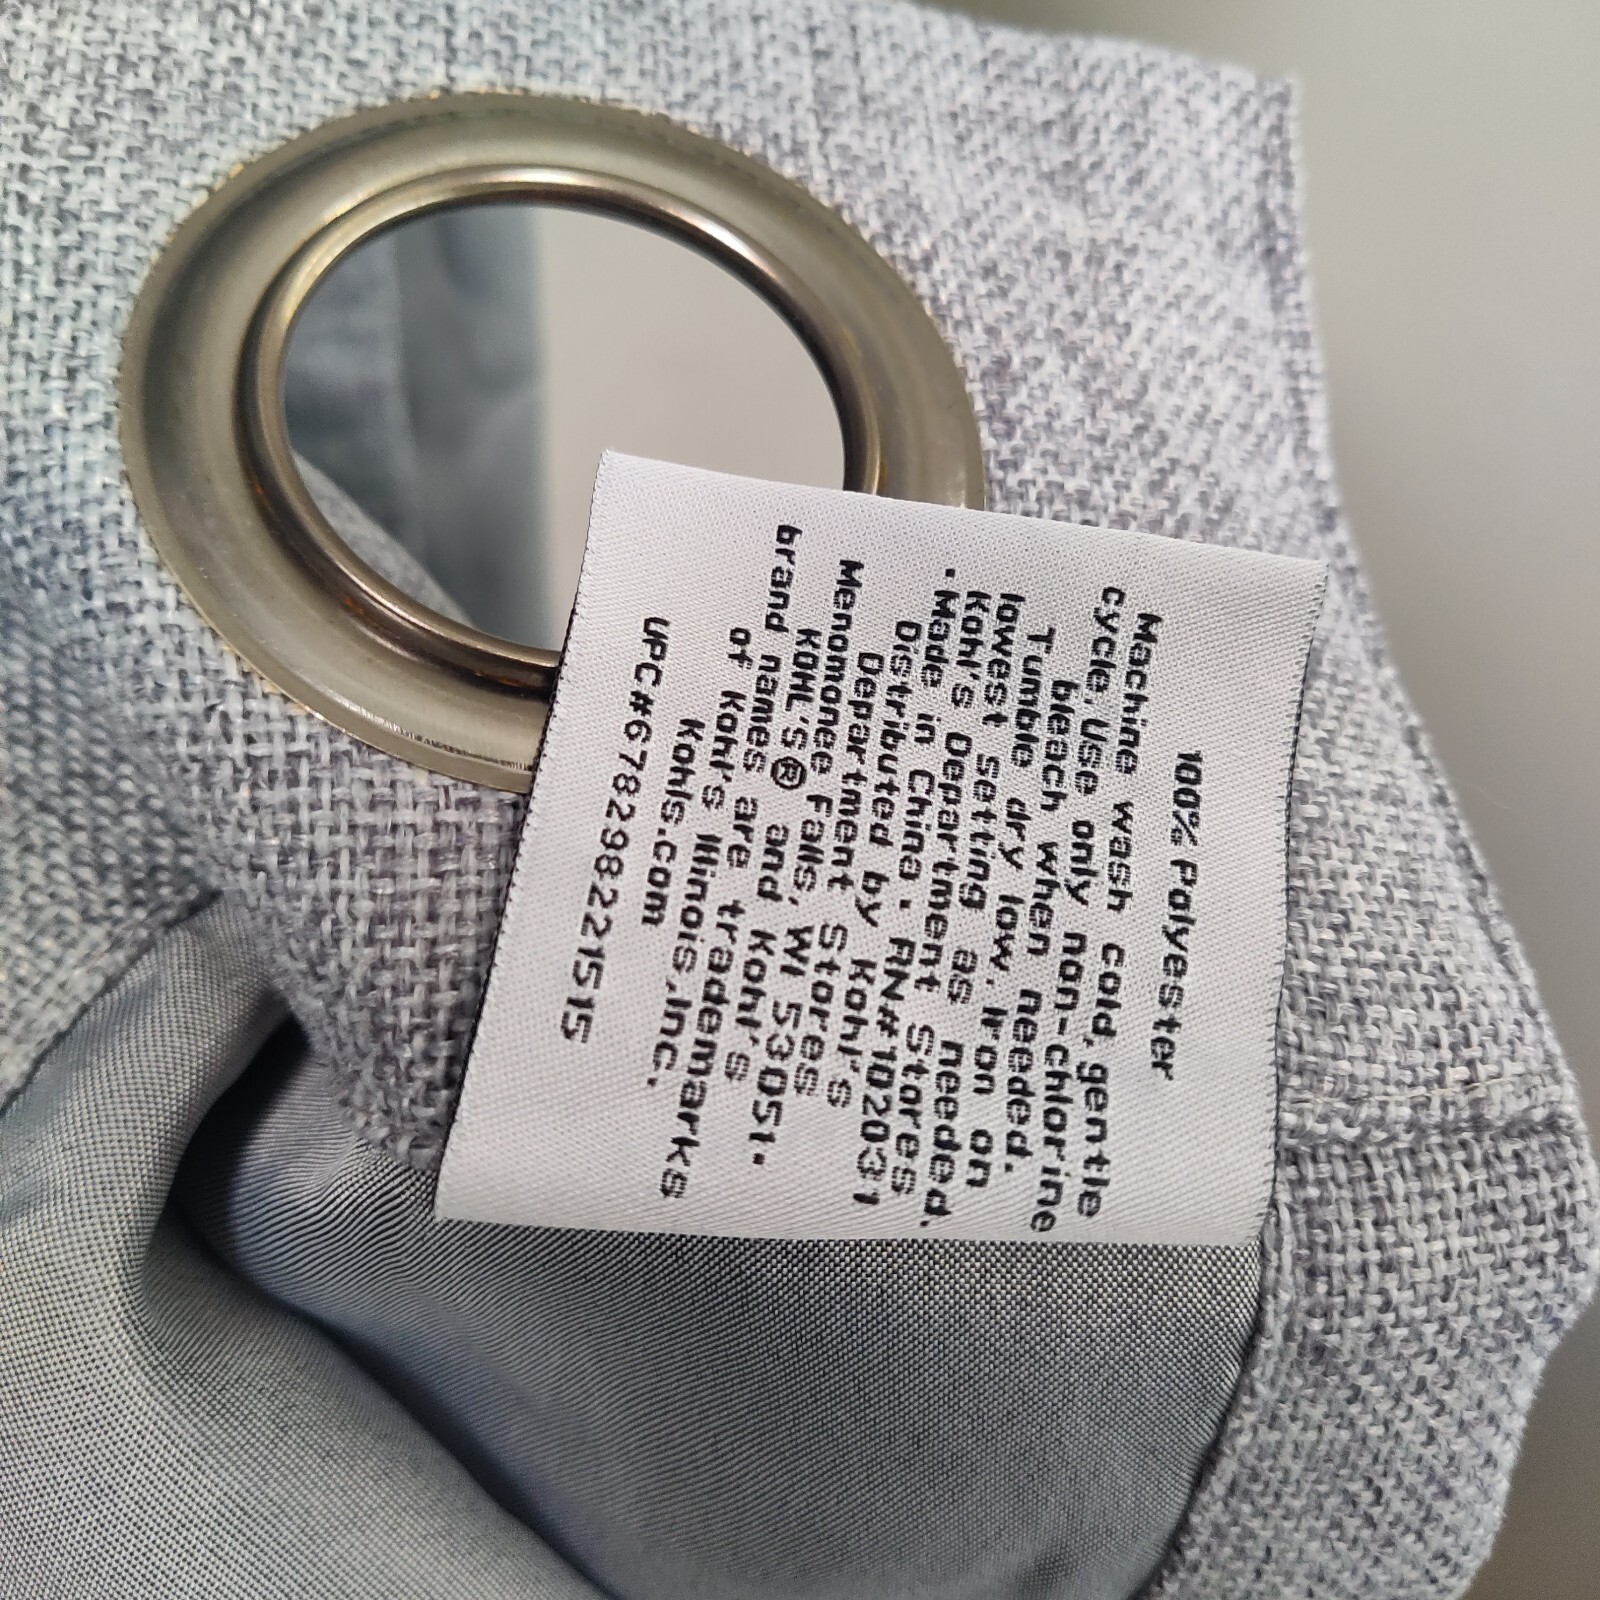 100% Polyester
Machine wash cold, gentle
cycle. Use only non-chlorine
bleach when needed.
Tumble dry low. Iron on
lowest setting as needed.
Kohl's Department Stores
.Made in China. RN#102031
Distributed by Kohl's
Department Stores
Menomonee Falls, WI 53051.
KOHL'S® and Kohl's
brand names are trademarks
of Kohl's Illinois,Inc.
Kohls.com
UPC#678298221515